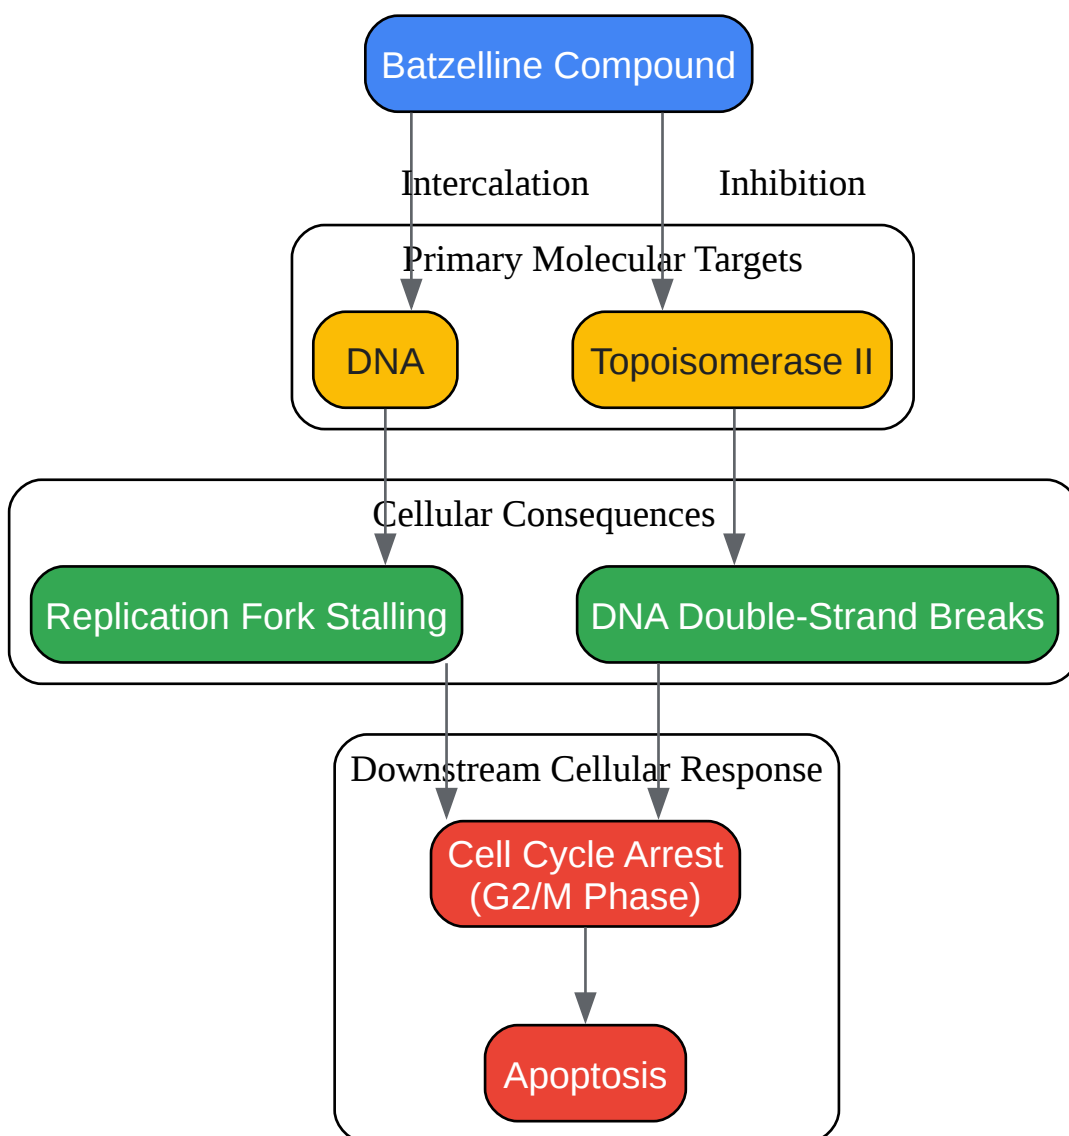 Batzelline Compound
Intercalation
Inhibition
Primary Molecular Targets
DNA
Topoisomerase II
Cellular Consequences
Replication Fork Stalling
DNA Double-Strand Breaks
Downstream Cellular Response
Cell Cycle Arrest
(G2/M Phase)
Apoptosis